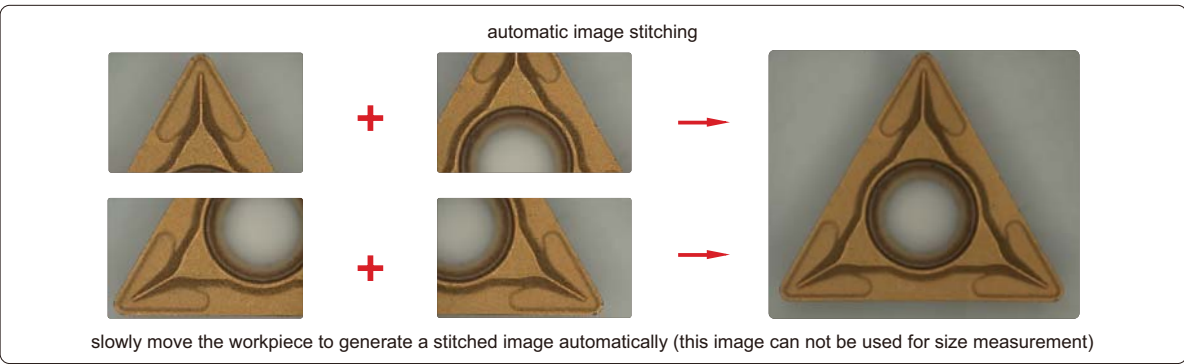 automatic image stitching
slowly move the workpiece to generate a stitched image automatically (this image can not be used for size measurement)